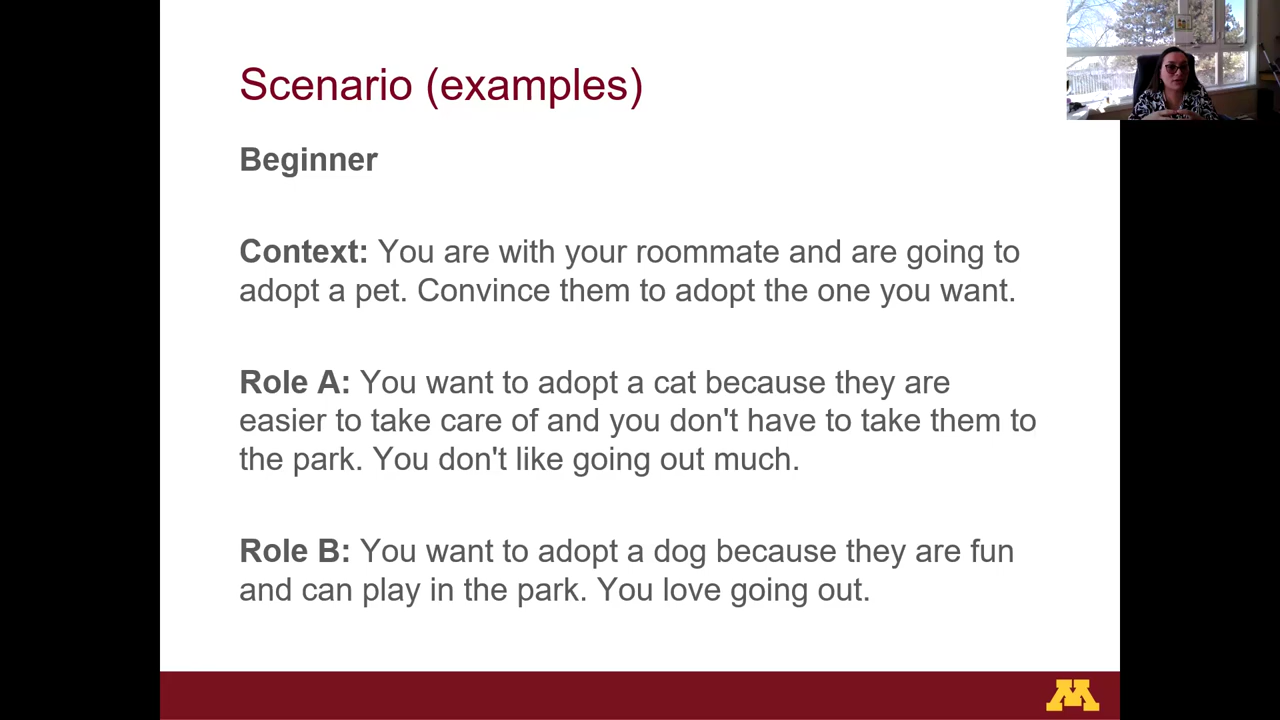 Scenario (examples)
Beginner
Context: You are with your roommate and are going to
adopt a pet. Convince them to adopt the one you want.
Role A: You want to adopt a cat because they are
easier to take care of and you don't have to take them to
the park. You don't like going out much.
Role B: You want to adopt a dog because they are fun
and can play in the park. You love going out.
M